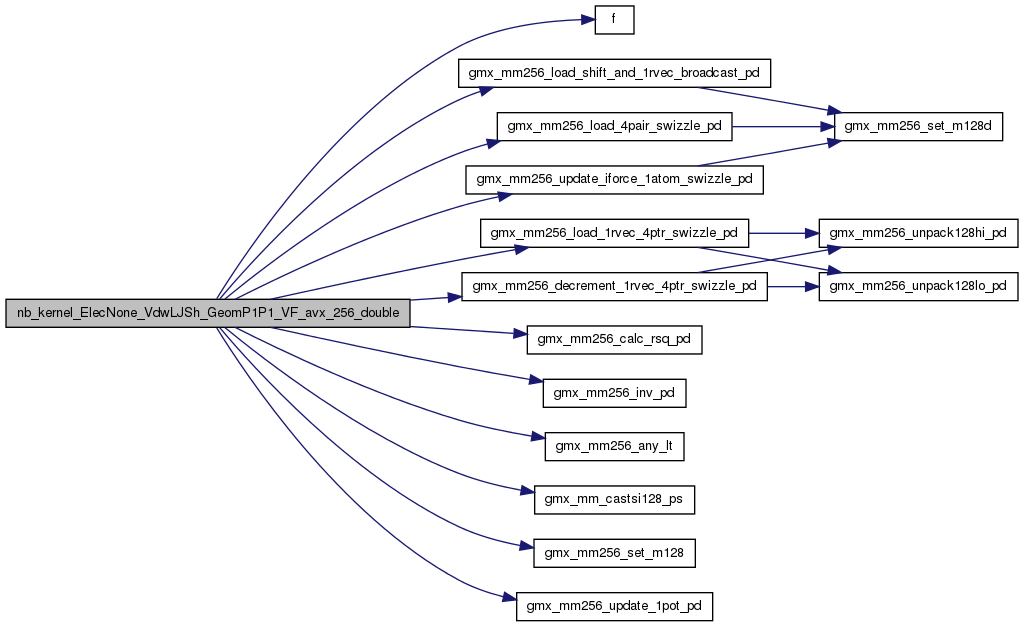 f
gmx_mm256_load_shift_and_1rvec_broadcast_pd
gmx_mm256_load_4pair_swizzle_pd
gmx_mm256_set_m128d
gmx_mm256_update_iforce_1atom_swizzle_pd
gmx_mm256_load_1rvec_4ptr_swizzle_pd
gmx_mm256_unpack128hi_pd
gmx_mm256_decrement_1rvec_4ptr_swizzle_pd
gmx_mm256_unpack128lo_pd
nb_kernel_ElecNone_VdwLJSh_GeomP1P1_VF_avx_256_double
gmx_mm256_calc_rsq_pd
gmx_mm256_inv_pd
gmx_mm256_any_lt
gmx_mm_castsi128_ps
gmx_mm256_set_m128
gmx_mm256_update_1pot_pd